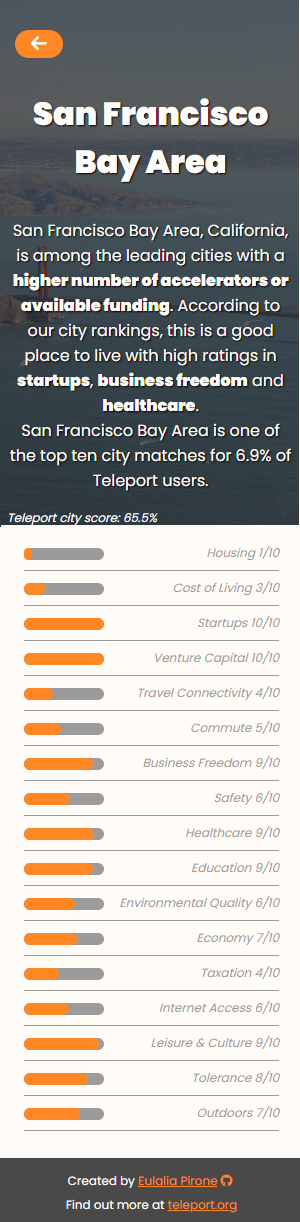 San Francisco
Bay Area
San Francisco Bay Area, California,
is among the leading cities with a
higher number of accelerators or
available funding. According to
our city rankings, this is a good
place to live with high ratings in
startups, business freedom and
healthcare.
San Francisco Bay Area is one of
the top ten city matches for 6.9% of
Teleport users.
Teleport city score: 65.5%
Housing 1/10
Cost of Living 3/10
Startups 10/10
Venture Capital 10/10
Travel Connectivity 4/10
Commute 5/10
Business Freedom 9/10
Safety 6/10
Healthcare 9/10
Education 9/10
Environmental Quality 6/10
Economy 7/10
Taxation 4/10
Internet Access 6/10
Leisure & Culture 9/10
Tolerance 8/10
Outdoors 7/10
Created by Eulalia Pirone
Find out more at teleport.org